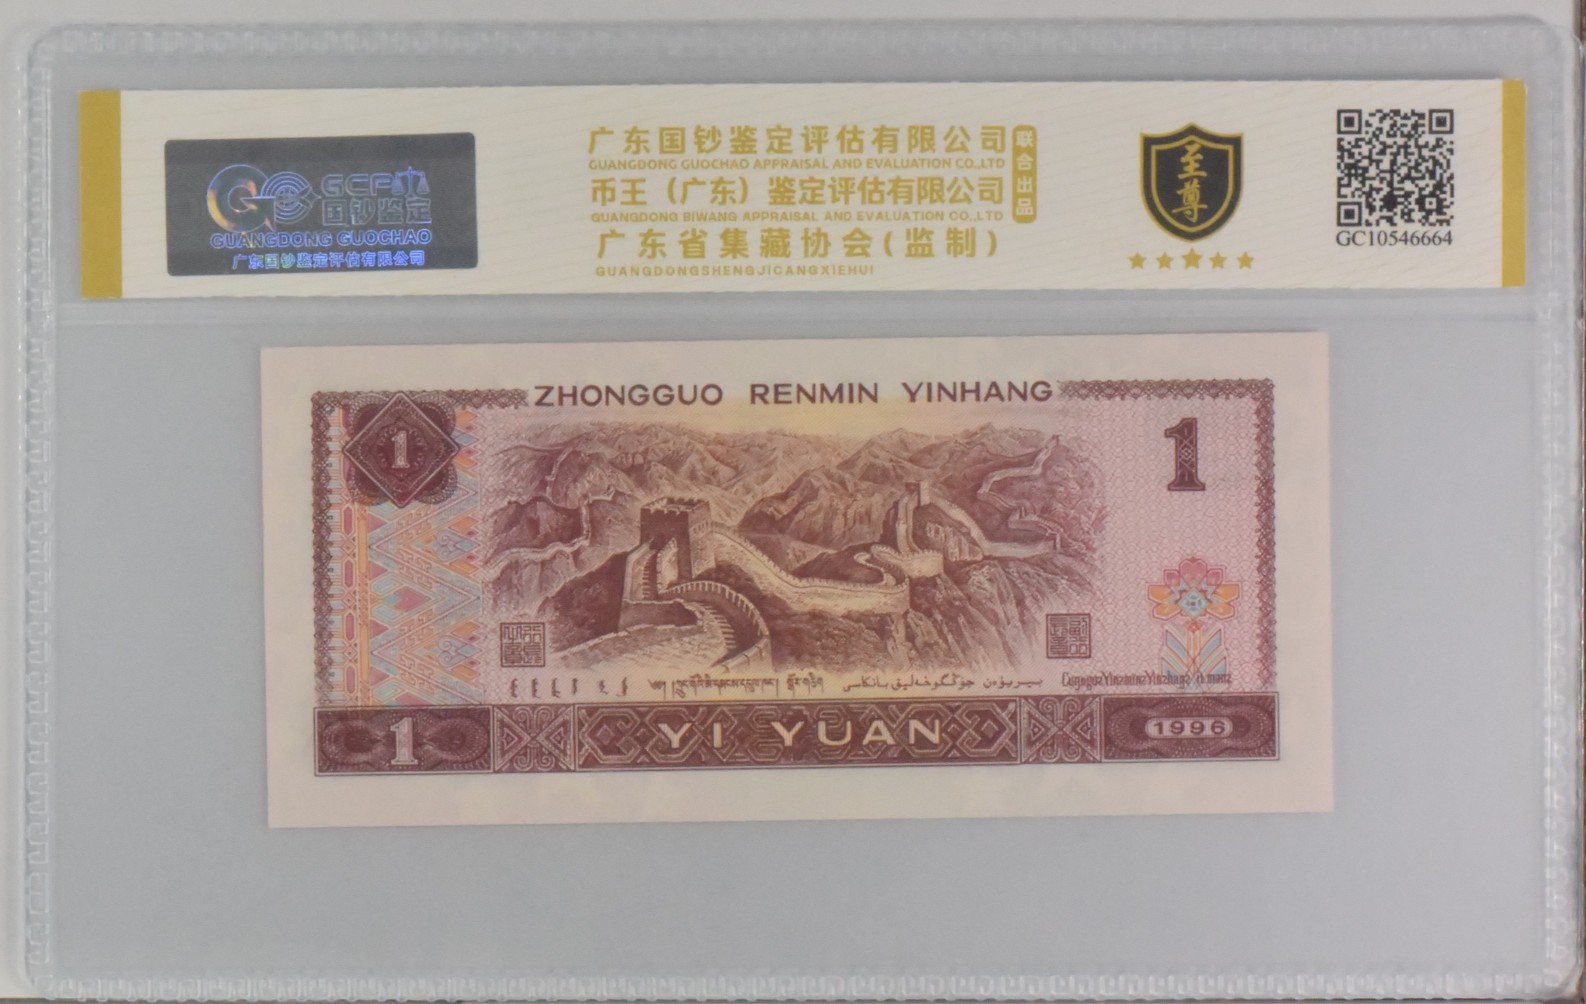 GCP
国钞鉴定
GUANGDONG GUOCHAO
广东国钞鉴定评估有限公司
广东国钞鉴定评估有限公司
GUANGDONG GUOCHAO APPRAISAL AND EVALUATION CO.,LTD
币王（广东）鉴定评估有限公司
GUANGDONG BIWANG APPRAISAL AND EVALUATION CO.,LTD
广东省集藏协会(监制)
GUANGDONGSHENGJICANGXIEHUI
联合出品
至尊
GC10546664
ZHONGGUO RENMIN YINHANG
1
1
1
YI YUAN
1996